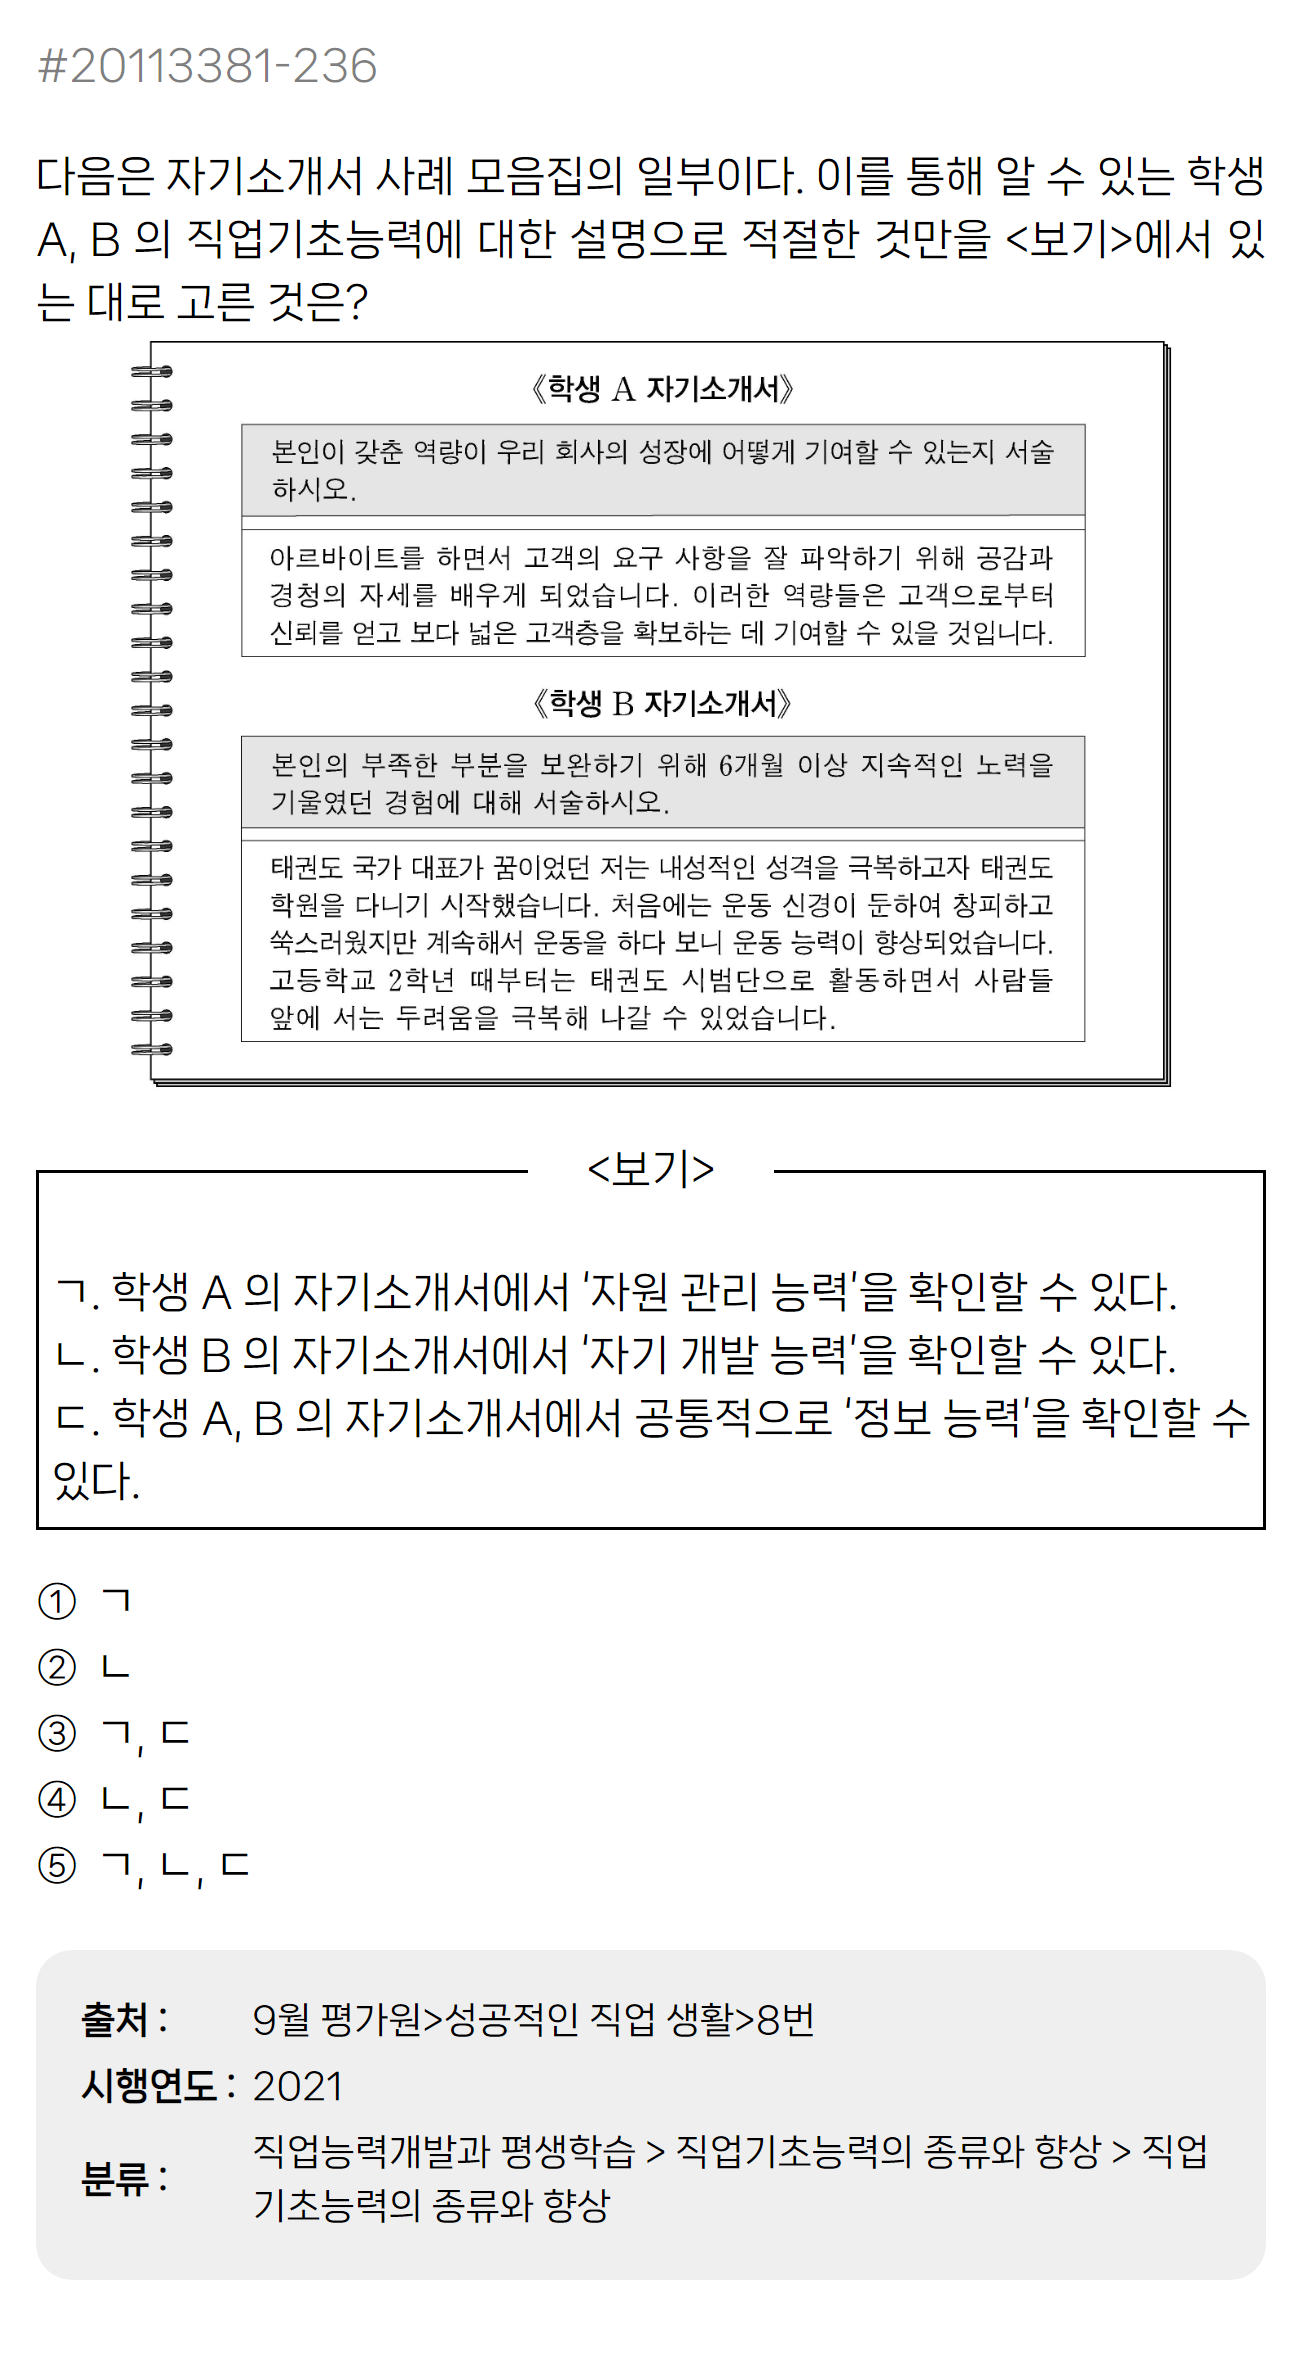 #20113381-236
다음은 자기소개서 사례 모음집의 일부이다. 이를 통해 알 수 있는 학생
A, B 의 직업기초능력에 대한 설명으로 적절한 것만을 <보기>에서 있
는 대로 고른 것은?
《학생 A 자기소개서》
본인이 갖춘 역량이 우리 회사의 성장에 어떻게 기여할 수 있는지 서술
하시오.
아르바이트를 하면서 고객의 요구 사항을 잘 파악하기 위해 공감과
경청의 자세를 배우게 되었습니다. 이러한 역량들은 고객으로부터
신뢰를 얻고 보다 넓은 고객층을 확보하는 데 기여할 수 있을 것입니다.
《학생 B 자기소개서》
본인의 부족한 부분을 보완하기 위해 6개월 이상 지속적인 노력을
기울였던 경험에 대해 서술하시오.
태권도 국가 대표가 꿈이었던 저는 내성적인 성격을 극복하고자 태권도
학원을 다니기 시작했습니다. 처음에는 운동 신경이 둔하여 창피하고
쑥스러웠지만 계속해서 운동을 하다 보니 운동 능력이 향상되었습니다.
고등학교 2학년 때부터는 태권도 시범단으로 활동하면서 사람들
앞에 서는 두려움을 극복해 나갈 수 있었습니다.
<보기>
ㄱ. 학생 A 의 자기소개서에서 '자원 관리 능력'을 확인할 수 있다.
ㄴ. 학생 B 의 자기소개서에서 '자기 개발 능력'을 확인할 수 있다.
ㄷ. 학생 A, B 의 자기소개서에서 공통적으로 '정보 능력'을 확인할 수
있다.
① ㄱ
② ㄴ
③ ㄱ, ㄷ
④ ㄴ, ㄷ
⑤ ㄱ, ㄴ, ㄷ
출처 : 9월 평가원>성공적인 직업 생활>8번
시행연도 : 2021
분류 : 직업능력개발과 평생학습 > 직업기초능력의 종류와 향상 > 직업
기초능력의 종류와 향상